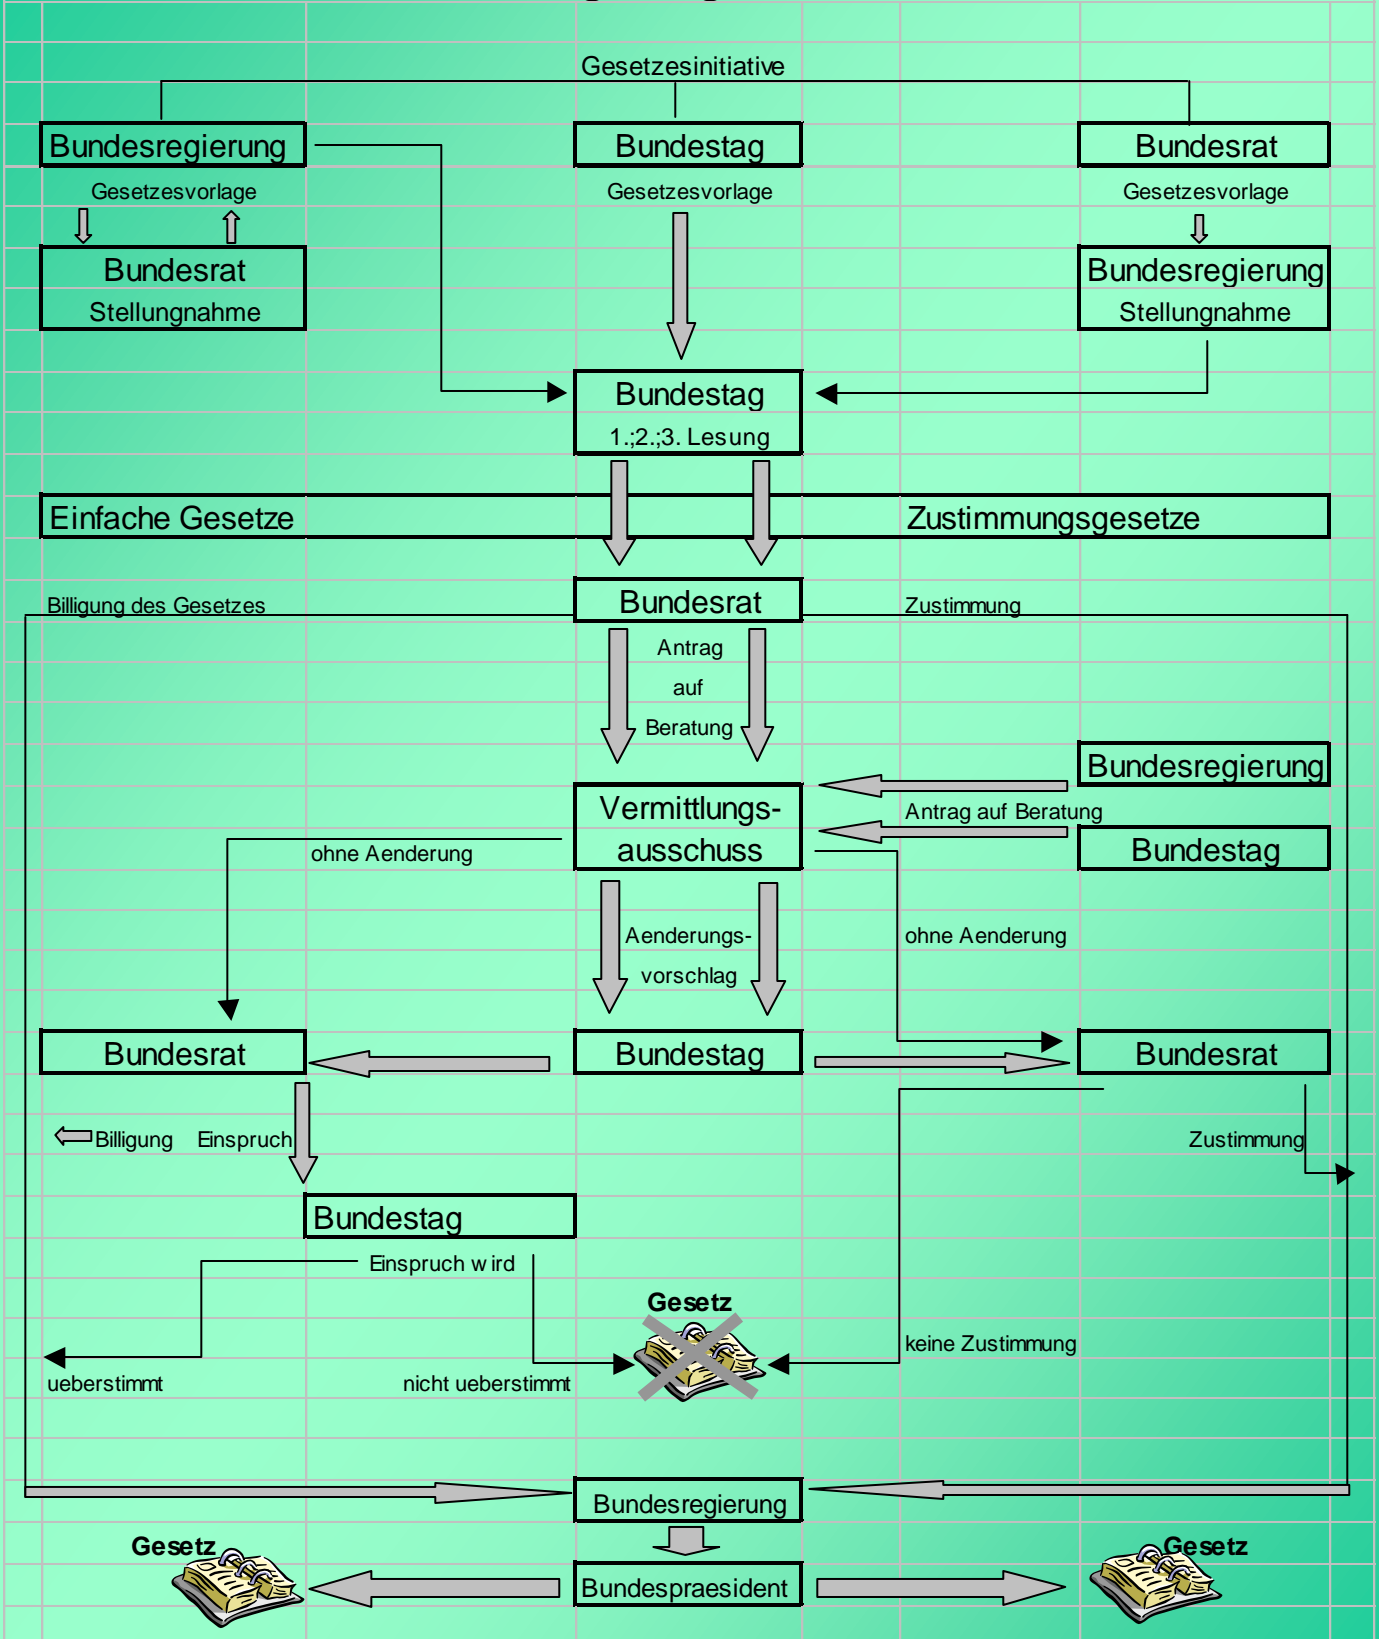 Gesetzesinitiative
Bundesregierung
Bundestag
Bundesrat
Gesetzesvorlage
Gesetzesvorlage
Gesetzesvorlage
Bundesrat
Stellungnahme
Bundesregierung
Stellungnahme
Bundestag
1.;2.;3. Lesung
Einfache Gesetze
Zustimmungsgesetze
Billigung des Gesetzes
Bundesrat
Zustimmung
Antrag
auf
Beratung
Bundesregierung
Vermittlungs-
ausschuss
Antrag auf Beratung
Bundestag
ohne Aenderung
Aenderungs-
vorschlag
ohne Aenderung
Bundesrat
Bundestag
Bundesrat
Billigung
Einspruch
Zustimmung
Bundestag
Einspruch wird
Gesetz
keine Zustimmung
ueberstimmt
nicht ueberstimmt
Bundesregierung
Gesetz
Gesetz
Bundespraesident